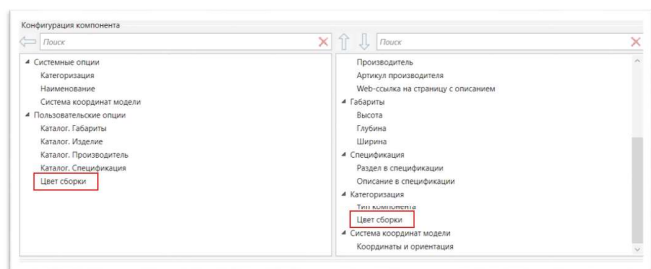 Конфигурация компонента
Поиск
Системные опции
Категоризация
Наименование
Система координат модели
Пользовательские опции
Каталог. Габариты
Каталог. Изделие
Каталог. Производитель
Каталог. Спецификация
Цвет сборки
Поиск
Производитель
Артикул производителя
Web-ссылка на страницу с описанием
Габариты
Высота
Глубина
Ширина
Спецификация
Раздел в спецификации
Описание в спецификации
Категоризация
Тип компонента
Цвет сборки
Система координат модели
Координаты и ориентация